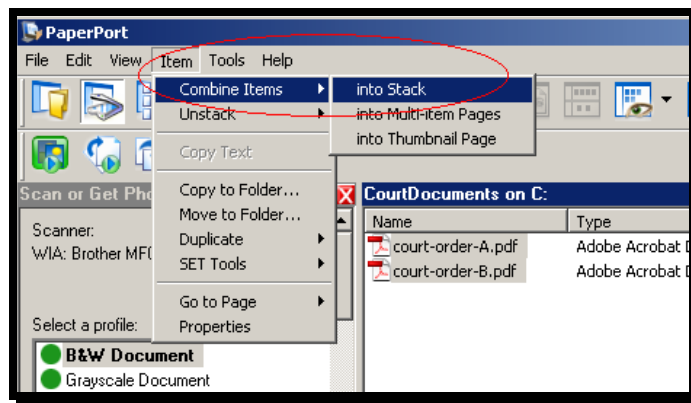 PaperPort
File Edit View Item Tools Help
Combine Items
into Stack
Unstack
into Multi-item Pages
into Thumbnail Page
Copy Text
Scan or Get
CourtDocuments on C:
Copy to Folder...
Move to Folder...
Name Type
Scanner:
Duplicate
court-order-A.pdf Adobe Acrobat
WIA: Brother
SET Tools
court-order-B.pdf Adobe Acrobat
Go to Page
Select a profile:
Properties
B&W Document
Grayscale Document